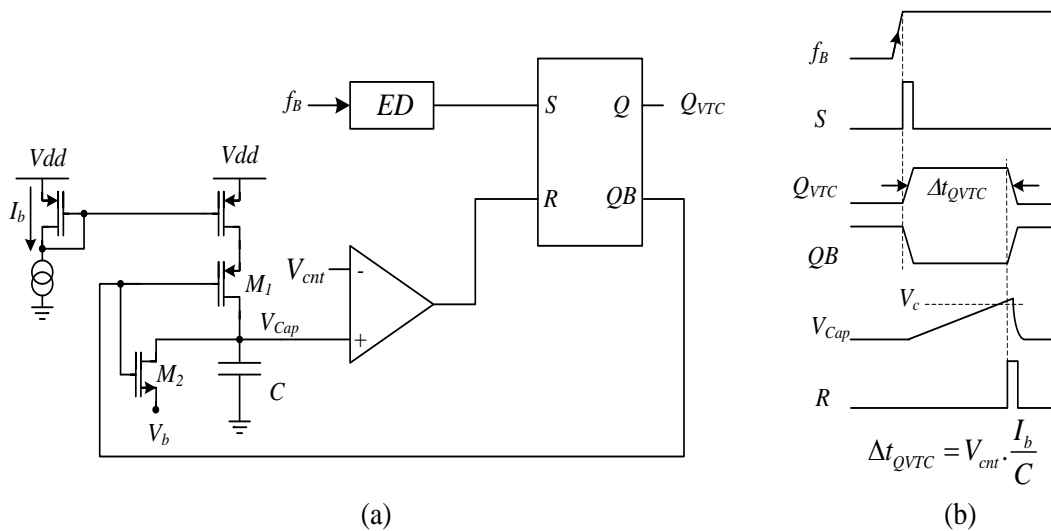 f_B
ED
S
Q
Q_VTC
R
QB
Vdd
Vdd
I_b
M_1
V_cnt
-
+
V_Cap
M_2
C
V_b
(a)
f_B
S
Q_VTC
Δt_QVTC
QB
V_c
V_Cap
R
Δt_QVTC = V_cnt . I_b / C
(b)